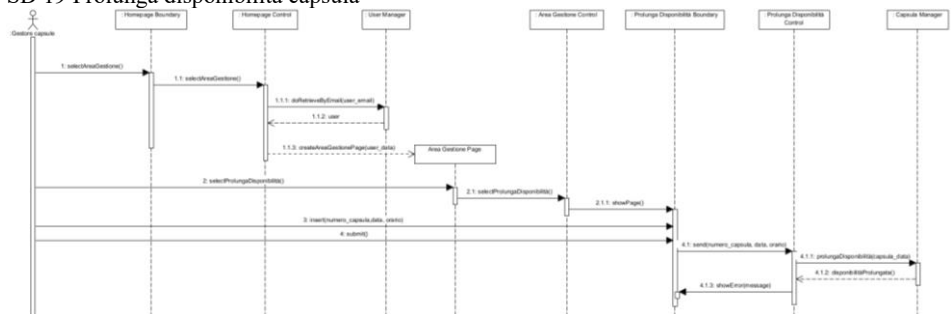 SD 19 Prolunga disponibilità capsula
: Homepage Boundary
: Homepage Control
: User Manager
: Area Gestione Control
: Prolunga Disponibilità Boundary
: Prolunga Disponibilità
Control
: Capsula Manager
: Gestore capsule
1: selectAreaGestione()
1.1: selectAreaGestione()
1.1.1: doRetrieveByEmail(user_email)
1.1.2: user
1.1.3: createAreaGestionePage(user_data)
Area Gestione Page
2: selectProlungaDisponibilità()
2.1: selectProlungaDisponibilità()
2.1.1: showPage()
3: insert(numero_capsula,data, orario)
4: submit()
4.1: send(numero_capsula, data, orario)
4.1.1: prolungaDisponibilità(capsula_data)
4.1.2: disponibilitàProlungata()
4.1.3: showError(message)